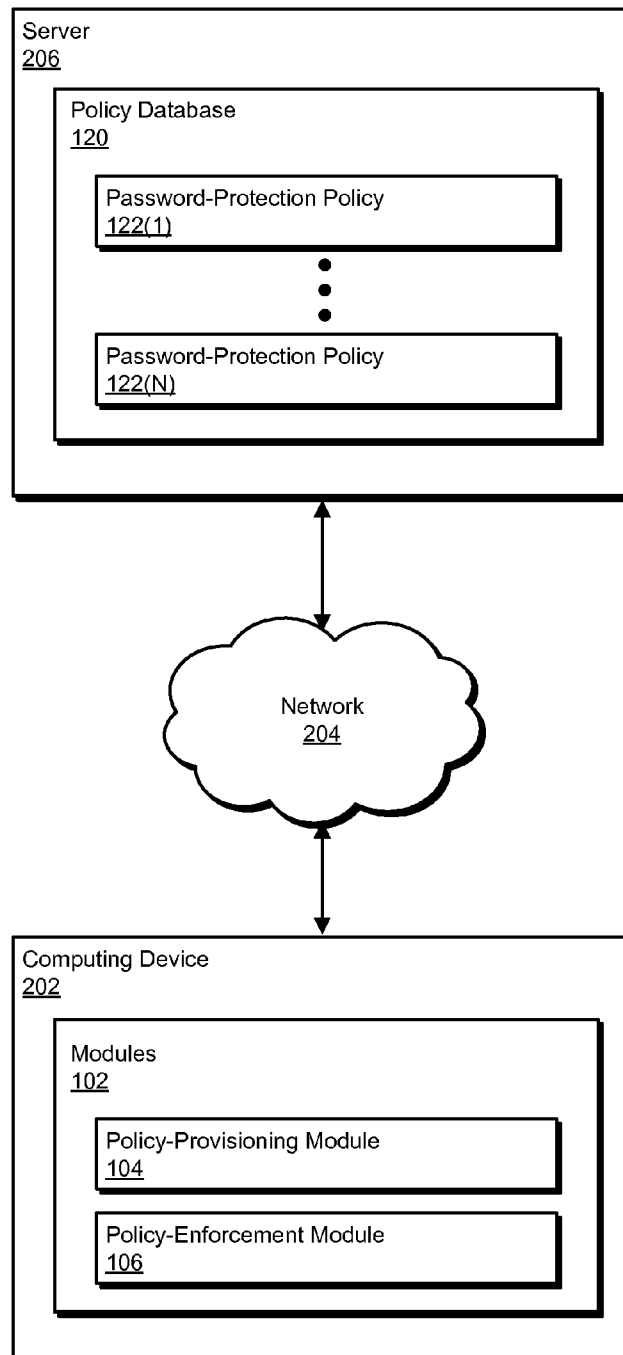 Server
206
Policy Database
120
Password-Protection Policy
122(1)
Password-Protection Policy
122(N)
Network
204
Computing Device
202
Modules
102
Policy-Provisioning Module
104
Policy-Enforcement Module
106